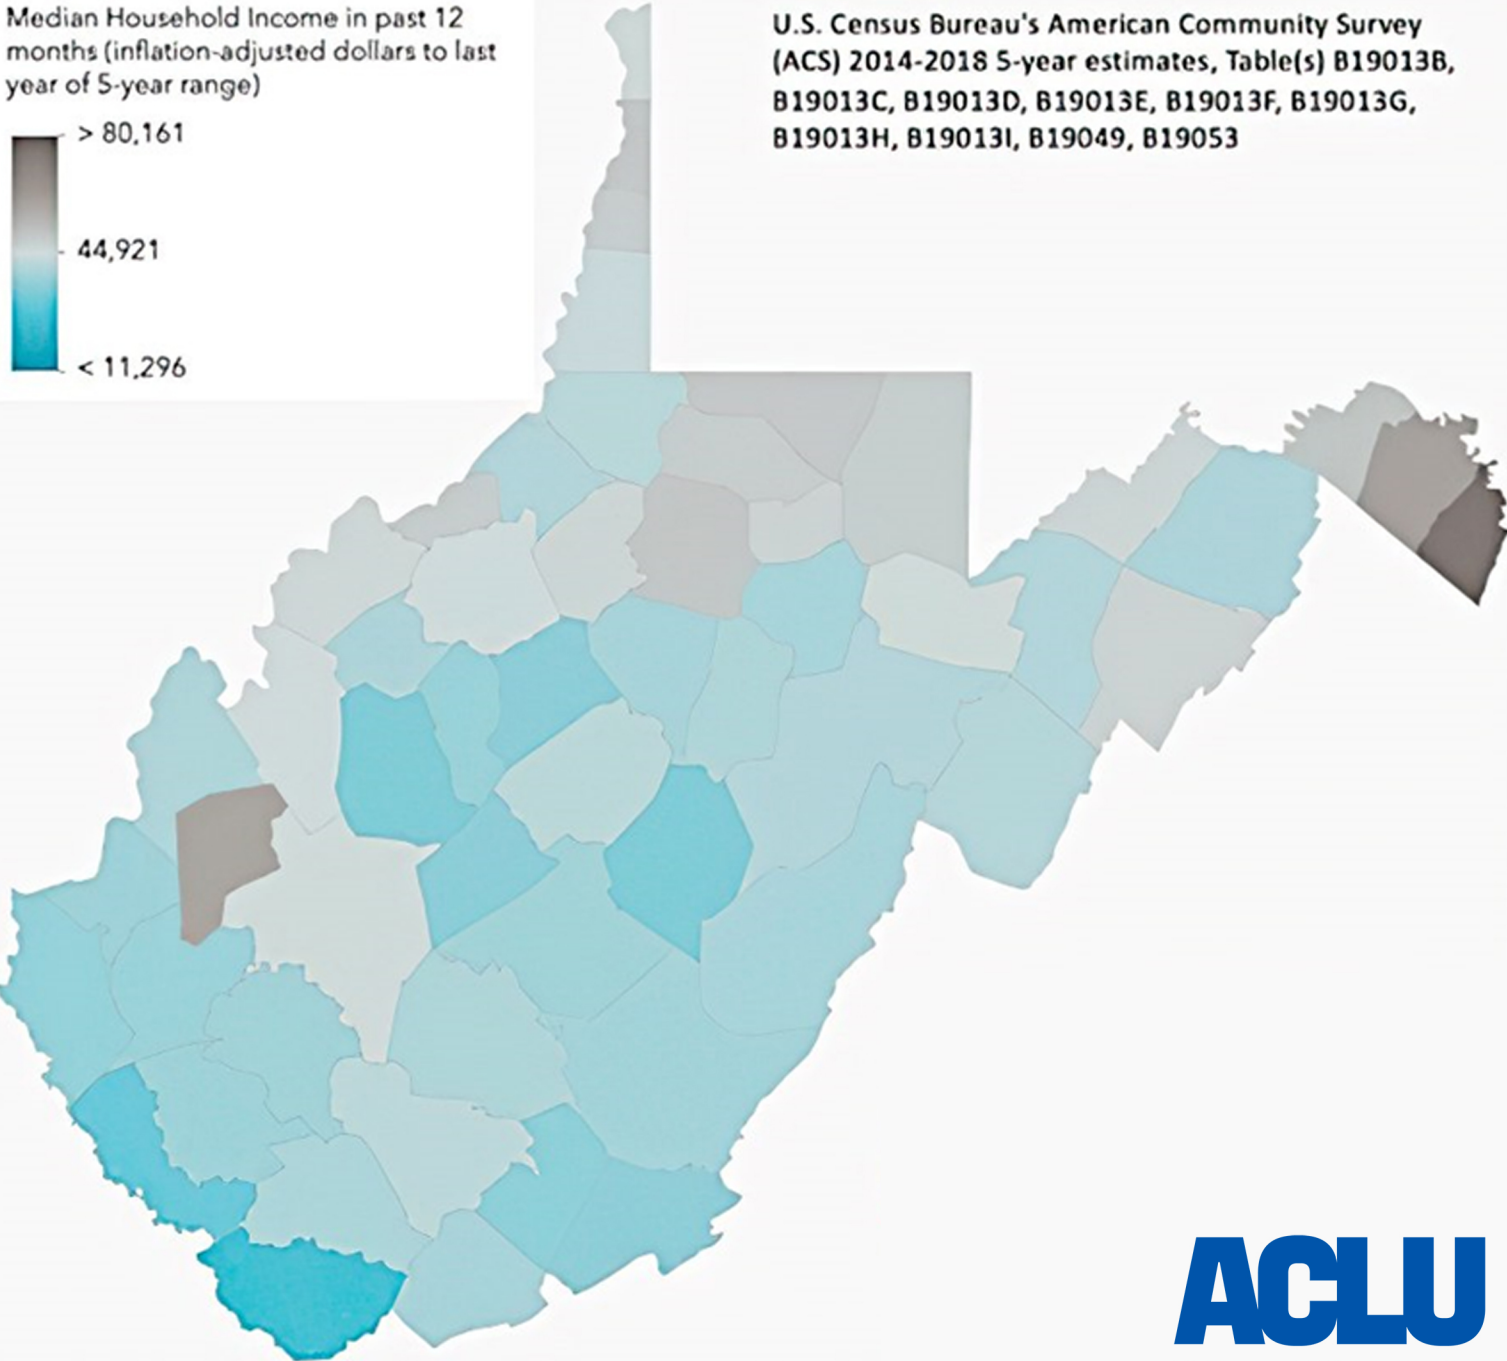 Median Household Income in past 12
months (inflation-adjusted dollars to last
year of 5-year range)
> 80,161
44,921
< 11,296
U.S. Census Bureau's American Community Survey
(ACS) 2014-2018 5-year estimates, Table(s) B19013B,
B19013C, B19013D, B19013E, B19013F, B19013G,
B19013H, B19013I, B19049, B19053
ACLU